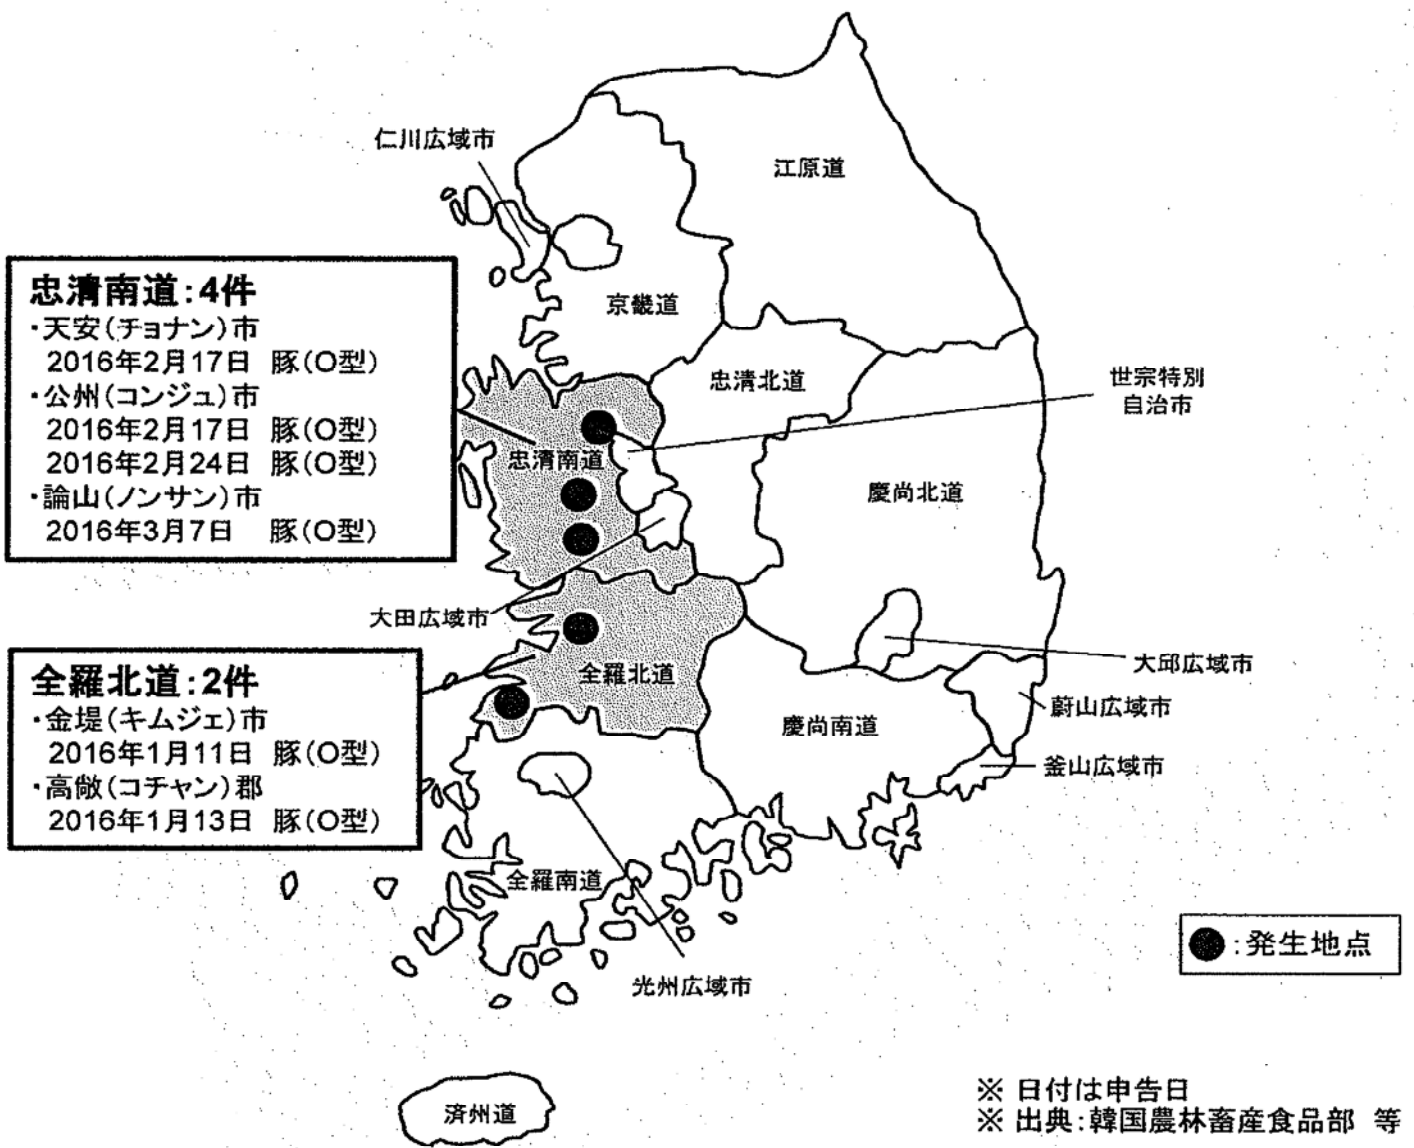 仁川広域市
江原道
京畿道
忠清南道:4件
・天安(チョナン)市
2016年2月17日 豚(O型)
・公州(コンジュ)市
2016年2月17日 豚(O型)
2016年2月24日 豚(O型)
・論山(ノンサン)市
2016年3月7日 豚(O型)
忠清北道
世宗特別
自治市
忠清南道
慶尚北道
大田広域市
大邱広域市
全羅北道:2件
・金堤(キムジェ)市
2016年1月11日 豚(O型)
・高敞(コチャン)郡
2016年1月13日 豚(O型)
全羅北道
慶尚南道
蔚山広域市
釜山広域市
全羅南道
光州広域市
●:発生地点
済州道
※ 日付は申告日
※ 出典:韓国農林畜産食品部 等